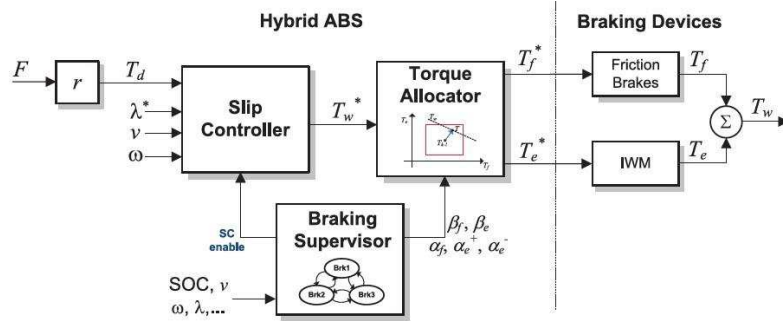 Hybrid ABS
Braking Devices
F
r
T_d
λ*
ν
ω
Slip
Controller
T_w*
Torque
Allocator
T_f
T_f*
T_e*
Friction
Brakes
IWM
T_f
T_e
Σ
T_w
SC
enable
Braking
Supervisor
Brk1
Brk2
Brk3
β_f, β_e
α_f, α_e⁺, α_e⁻
SOC, ν
ω, λ,...